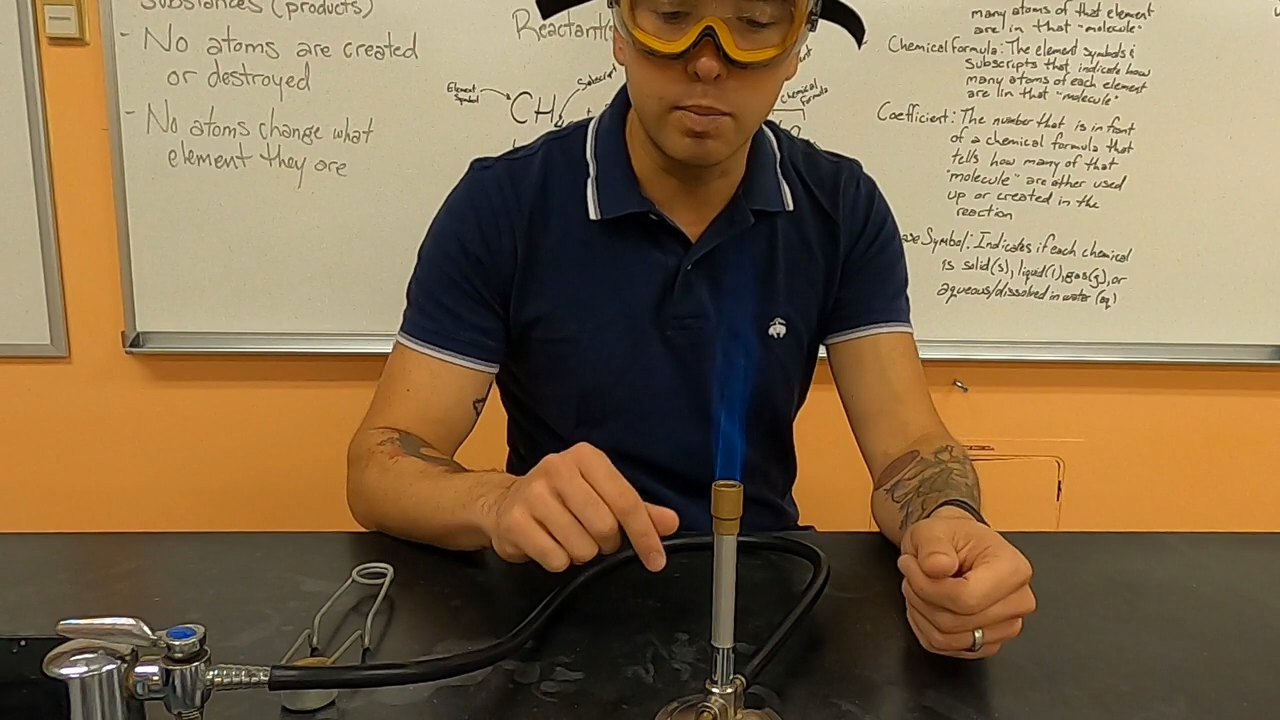 Substances (products)
- No atoms are created
or destroyed
- No atoms change what
element they are
Reactant(s
Element
Symbol
CH
Subscript
Chemical
Formula
many atoms of that element
are in that "molecule"
Chemical formula: The element symbols &
subscripts that indicate how
many atoms of each element
are lin that "molecule"
Coefficient: The number that is in front
of a chemical formula that
tells how many of that
"molecule" are either used
up or created in the
reaction
ase Symbol: Indicates if each chemical
is solid(s), liquid(l), gas(g), or
aqueous/dissolved in water (aq)